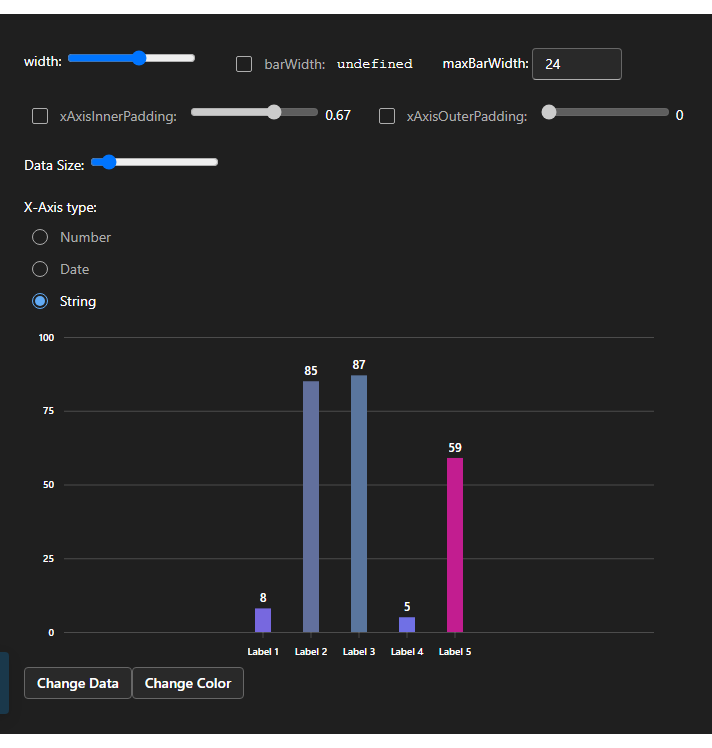 width: barWidth: undefined maxBarWidth: 24
xAxisInnerPadding: 0.67 xAxisOuterPadding: 0
Data Size:
X-Axis type:
Number
Date
String
100
87
85
75
59
50
25
8
5
0
Label 1 Label 2 Label 3 Label 4 Label 5
Change Data Change Color